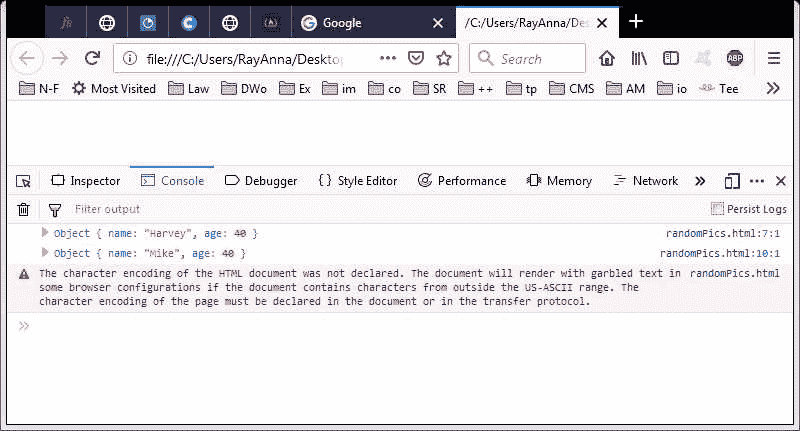 Google
/C:/Users/RayAnna/Des
file:///C:/Users/RayAnna/Deskto
Search
ABP
N-F Most Visited Law DWo Ex im co SR ++ tp CMS AM io Tee
Inspector Console Debugger { } Style Editor Performance Memory Network
Filter output Persist Logs
Object { name: "Harvey", age: 40 } randomPics.html:7:1
Object { name: "Mike", age: 40 } randomPics.html:10:1
The character encoding of the HTML document was not declared. The document will render with garbled text in randomPics.html
some browser configurations if the document contains characters from outside the US-ASCII range. The
character encoding of the page must be declared in the document or in the transfer protocol.